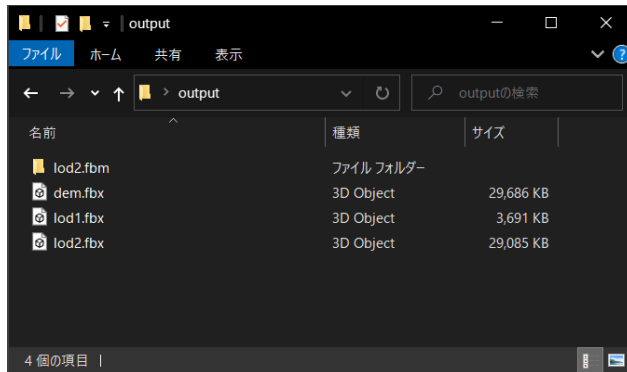 output
ファイル ホーム 共有 表示 ?
output outputの検索
名前 種類 サイズ
lod2.fbm ファイル フォルダー
dem.fbx 3D Object 29,686 KB
lod1.fbx 3D Object 3,691 KB
lod2.fbx 3D Object 29,085 KB
4 個の項目